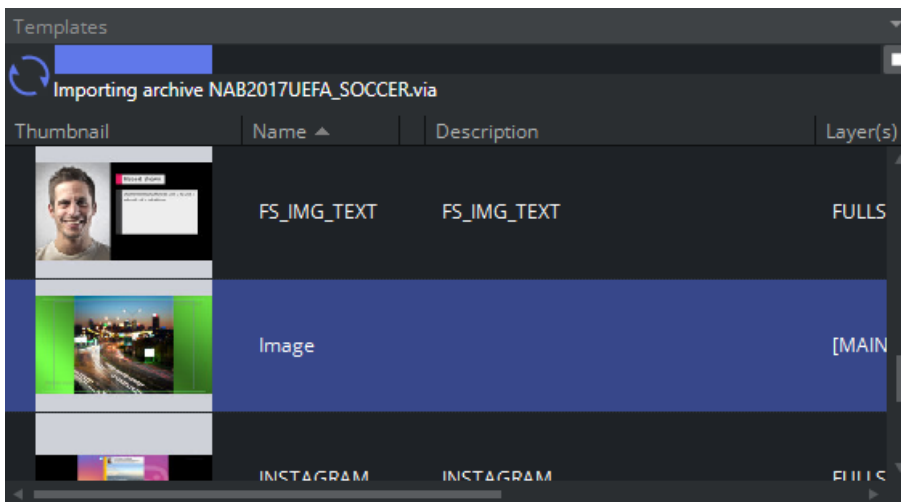 Templates
Importing archive NAB2017UEFA_SOCCER.via
Thumbnail Name Description Layer(s)
FS_IMG_TEXT FS_IMG_TEXT FULLS
Image [MAIN
INSTAGRAM INSTAGRAM FULLS